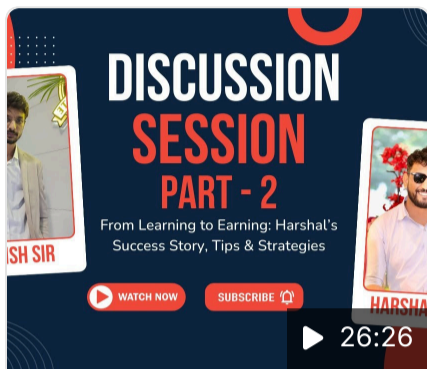 DISCUSSION
SESSION
PART - 2
From Learning to Earning: Harshal's
Success Story, Tips & Strategies
ISH SIR
WATCH NOW
SUBSCRIBE
HARSHA
26:26